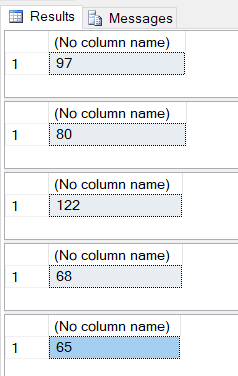 Results Messages
(No column name)
1 97
(No column name)
1 80
(No column name)
1 122
(No column name)
1 68
(No column name)
1 65